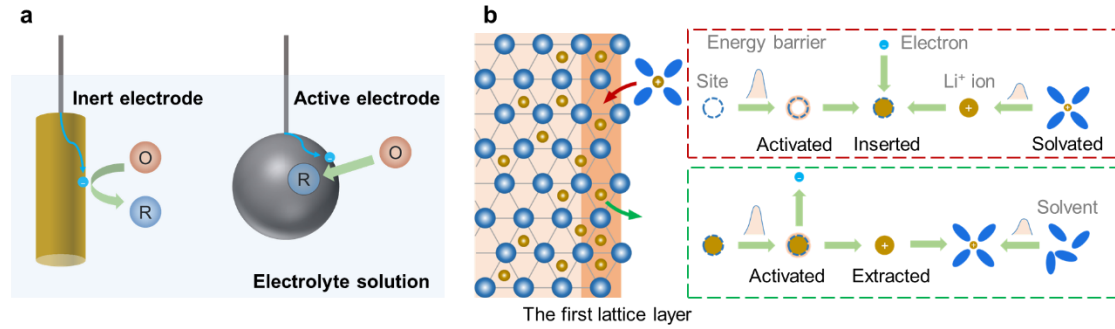 a
Inert electrode
Active electrode
O
R
O
R
-
-
Electrolyte solution
b
Energy barrier
Electron
-
Site
Li⁺ ion
+
+
+
Activated
Inserted
Solvated
-
Solvent
+
+
Activated
Extracted
The first lattice layer